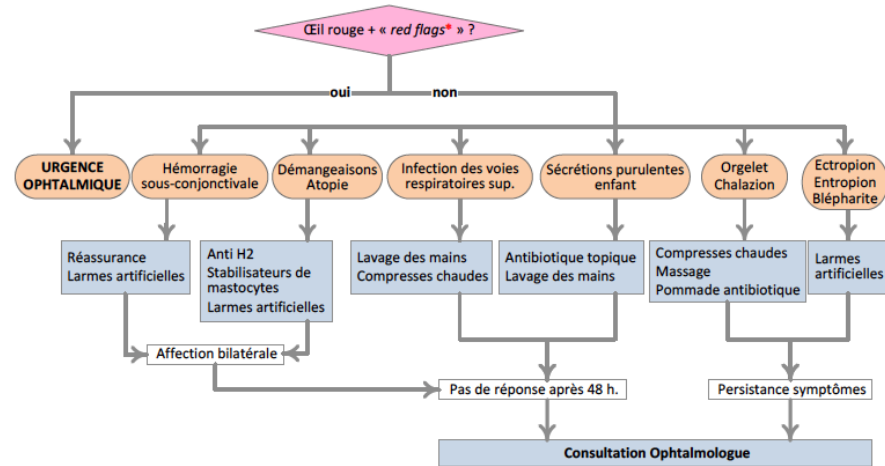 Œil rouge + « red flags* » ?
oui
non
URGENCE
OPHTALMIQUE
Hémorragie
sous-conjonctivale
Démangeaisons
Atopie
Infection des voies
respiratoires sup.
Sécrétions purulentes
enfant
Orgelet
Chalazion
Ectropion
Entropion
Blépharite
Réassurance
Larmes artificielles
Anti H2
Stabilisateurs de
mastocytes
Larmes artificielles
Lavage des mains
Compresses chaudes
Antibiotique topique
Lavage des mains
Compresses chaudes
Massage
Pommade antibiotique
Larmes
artificielles
Affection bilatérale
Pas de réponse après 48 h.
Persistance symptômes
Consultation Ophtalmologue